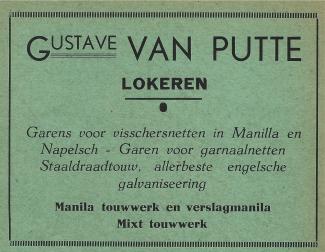 GUSTAVE VAN PUTTE
LOKEREN
Garens voor visschersnetten in Manilla en
Napelsch - Garen voor garnaalnetten
Staaldraadtouw, allerbeste engelsche
galvaniseering
Manila touwwerk en verslagmanila
Mixt touwwerk